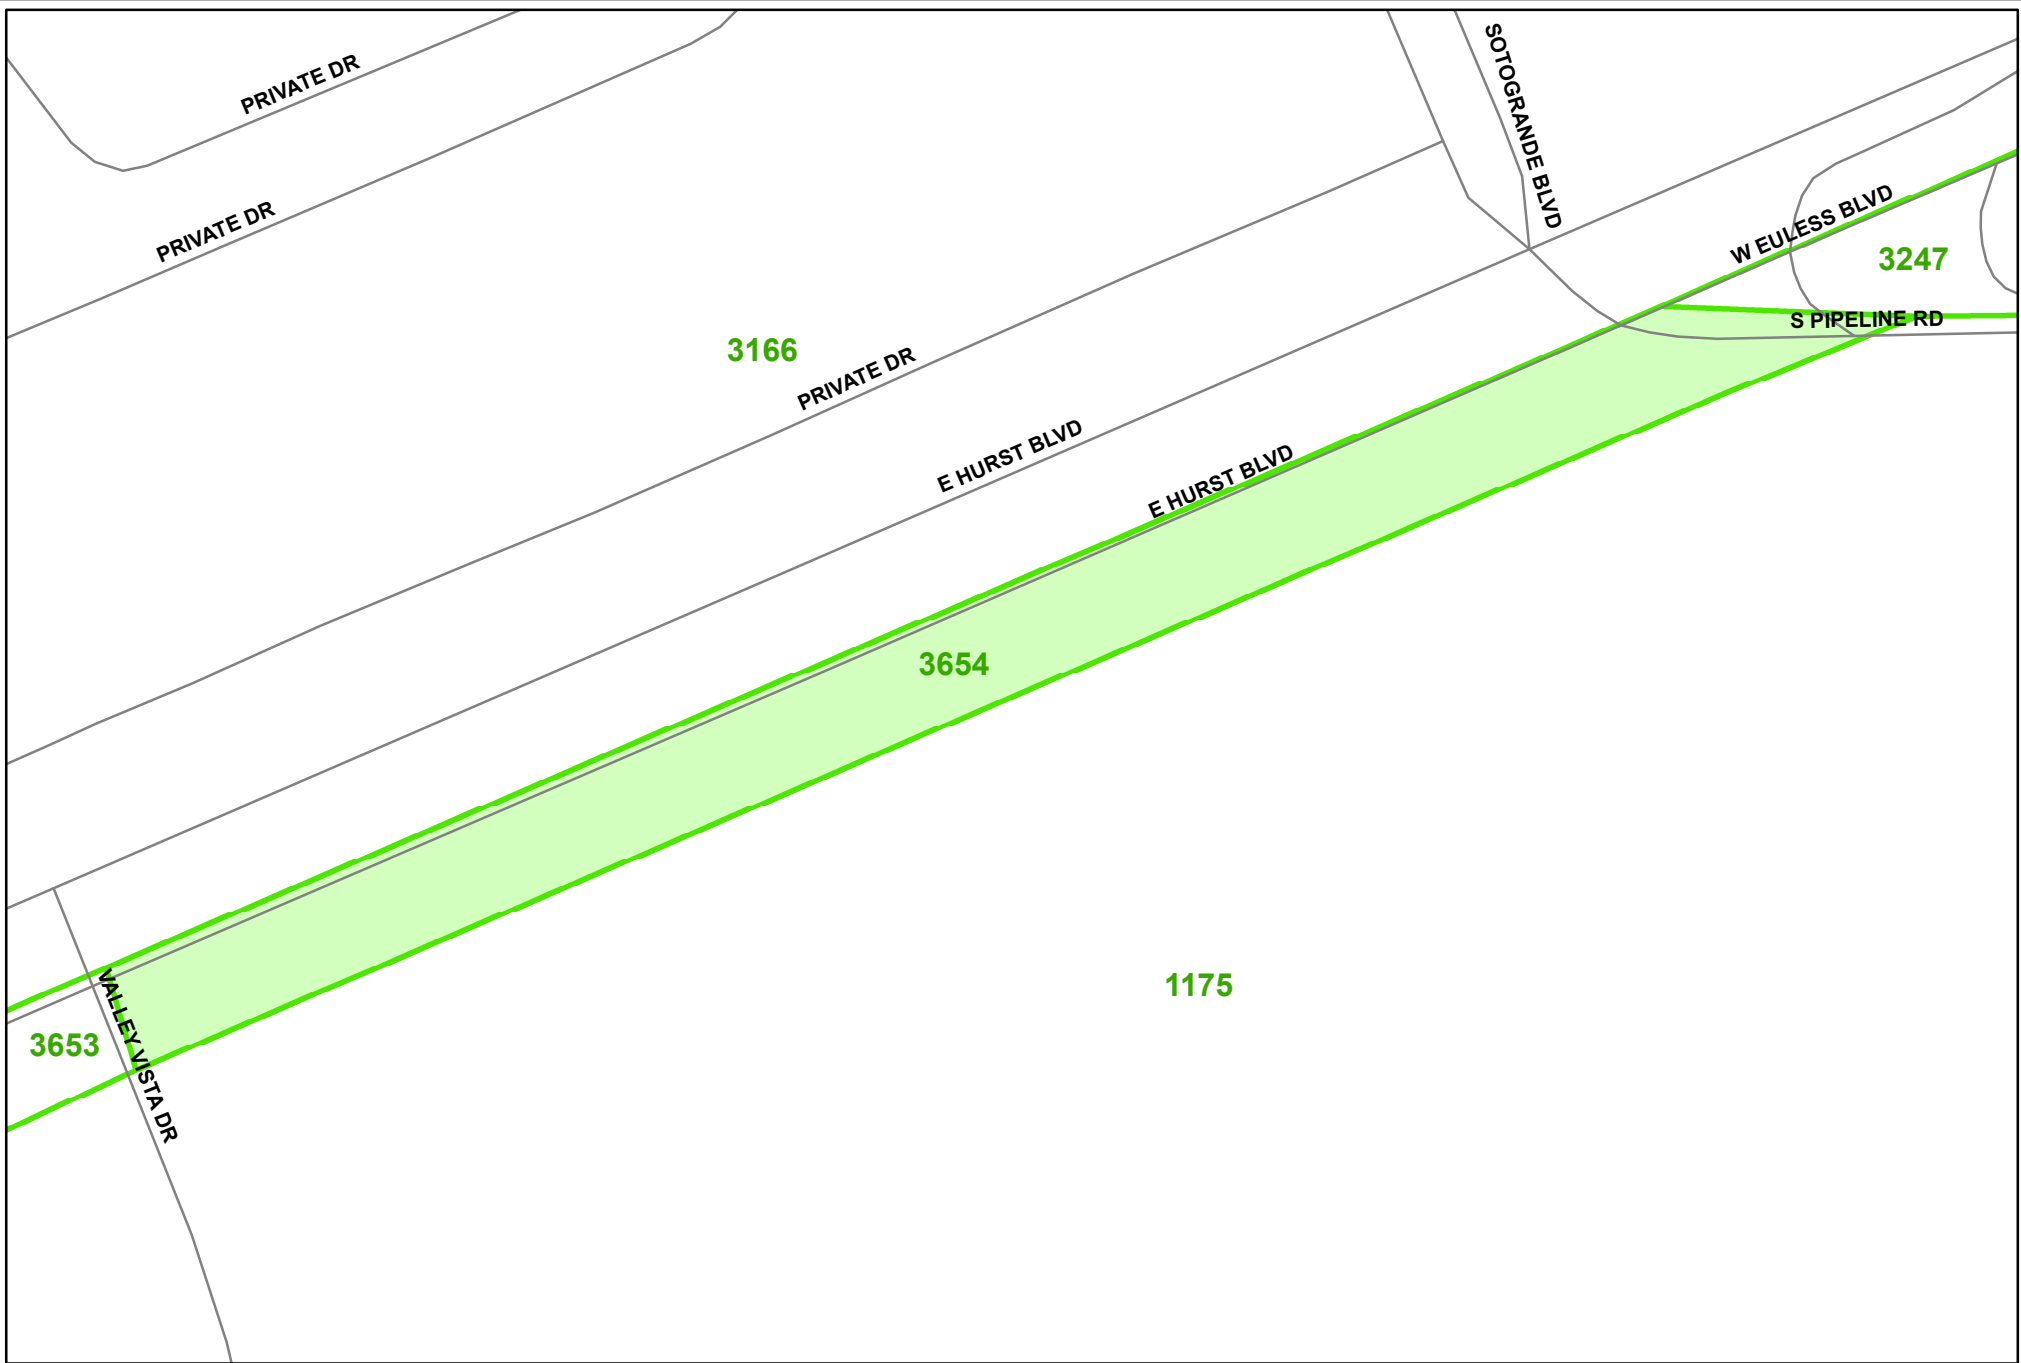 PRIVATE DR
SOTOGRANDE BLVD
PRIVATE DR
W EULESS BLVD
3247
S PIPELINE RD
3166
PRIVATE DR
E HURST BLVD
E HURST BLVD
3654
1175
3653
VALLEY VISTA DR